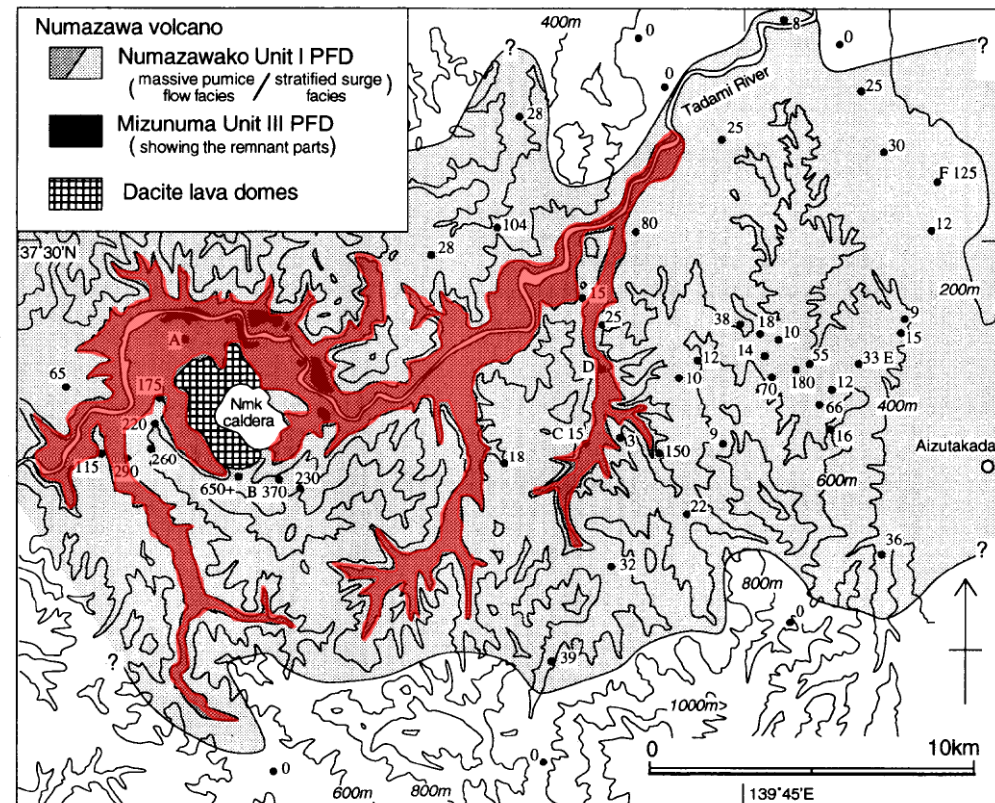 Numazawa volcano
Numazawako Unit I PFD
( massive pumice flow facies / stratified surge facies )
Mizunuma Unit III PFD
( showing the remnant parts )
Dacite lava domes
400m
0
8
0
?
?
0
Tadami River
28
25
25
30
F 125
104
80
12
28
37°30'N
200m
15
9
38
18
10
15
25
A
14
55
33 E
12
65
D
10
70
180
12
175
Nmk
caldera
66
400m
220
C 15
3
9
16
Aizutakada
115
290
260
18
150
230
650+
B
370
600m
22
36
32
?
800m
0
?
39
1000m>
0
10km
0
0
600m
800m
139°45'E